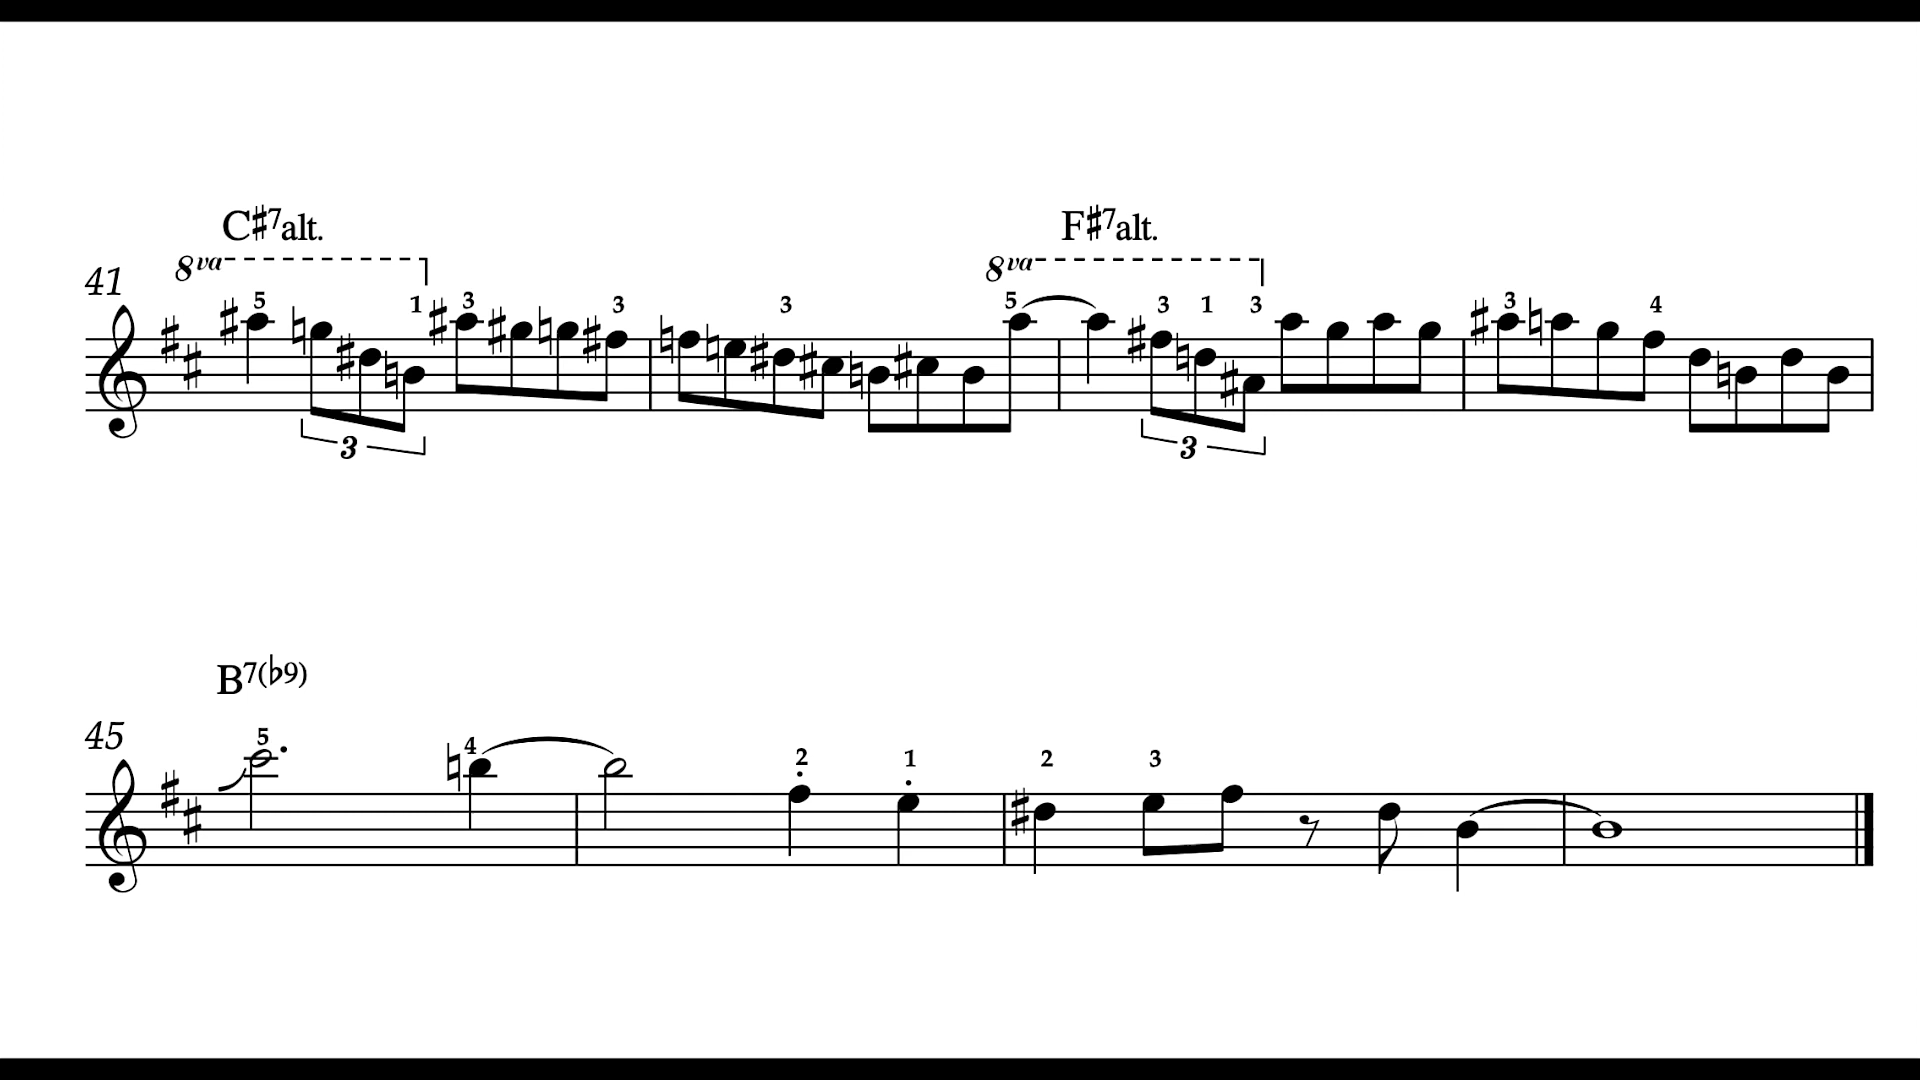 C♯7alt. F♯7alt.
8va 8va
41 5 1 3 3 3 5 3 1 3 3 4
3 3
B7(♭9)
45 5 4 2 1 2 3